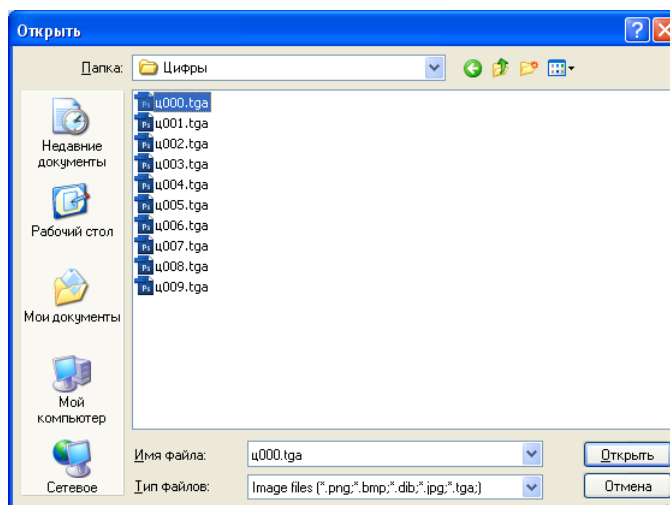 Открыть
Папка:
Цифры
ц000.tga
ц001.tga
ц002.tga
ц003.tga
ц004.tga
ц005.tga
ц006.tga
ц007.tga
ц008.tga
ц009.tga
Недавние
документы
Рабочий стол
Мои документы
Мой
компьютер
Сетевое
Имя файла:
ц000.tga
Открыть
Тип файлов:
Image files (*.png;*.bmp;*.dib;*.jpg;*.tga;)
Отмена